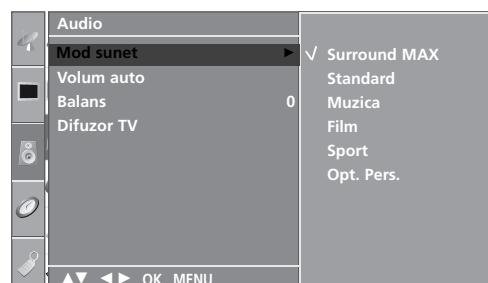 Audio
Mod sunet ►
Volum auto
Balans 0
Difuzor TV
▲▼ ◄► OK MENU
√ Surround MAX
Standard
Muzica
Film
Sport
Opt. Pers.